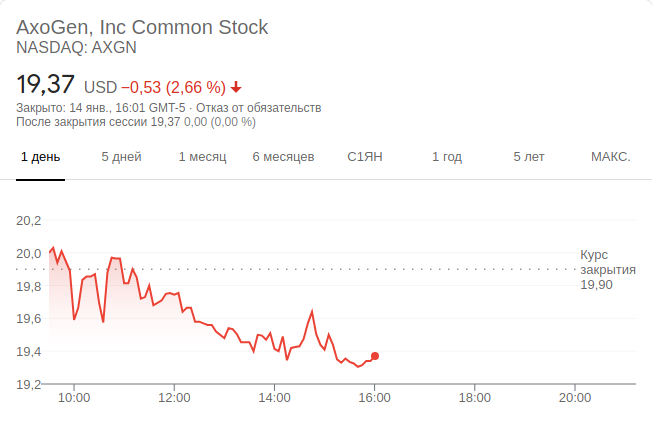 AxoGen, Inc Common Stock
NASDAQ: AXGN
19,37 USD −0,53 (2,66 %)
Закрыто: 14 янв., 16:01 GMT-5 · Отказ от обязательств
После закрытия сессии 19,37 0,00 (0,00 %)
1 день 5 дней 1 месяц 6 месяцев С1ЯН 1 год 5 лет МАКС.
20,2
20,0
19,8
19,6
19,4
19,2
Курс
закрытия
19,90
10:00 12:00 14:00 16:00 18:00 20:00